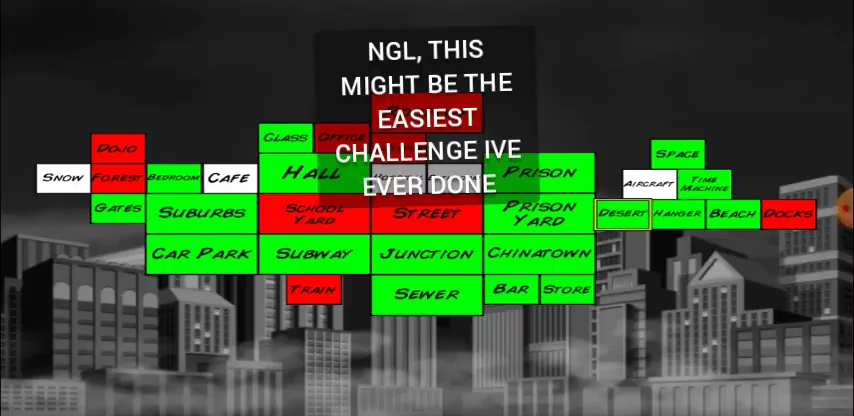 NGL, THIS
MIGHT BE THE
EASIEST
CHALLENGE IVE
EVER DONE
CLASS
OFFICE
DOJO
SPACE
SNOW
FOREST
BEDROOM
CAFE
HALL
PRISON
AIRCRAFT
TIME
MACHINE
GATES
SUBURBS
SCHOOL
YARD
STREET
PRISON
YARD
DESERT
HANGER
BEACH
DOCKS
CAR PARK
SUBWAY
JUNCTION
CHINATOWN
TRAIN
SEWER
BAR
STORE